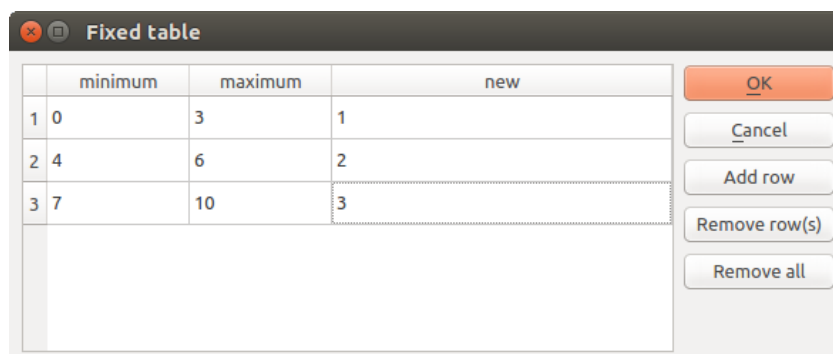 Fixed table
minimum maximum new
OK
1 0 3 1
Cancel
2 4 6 2
Add row
3 7 10 3
Remove row(s)
Remove all